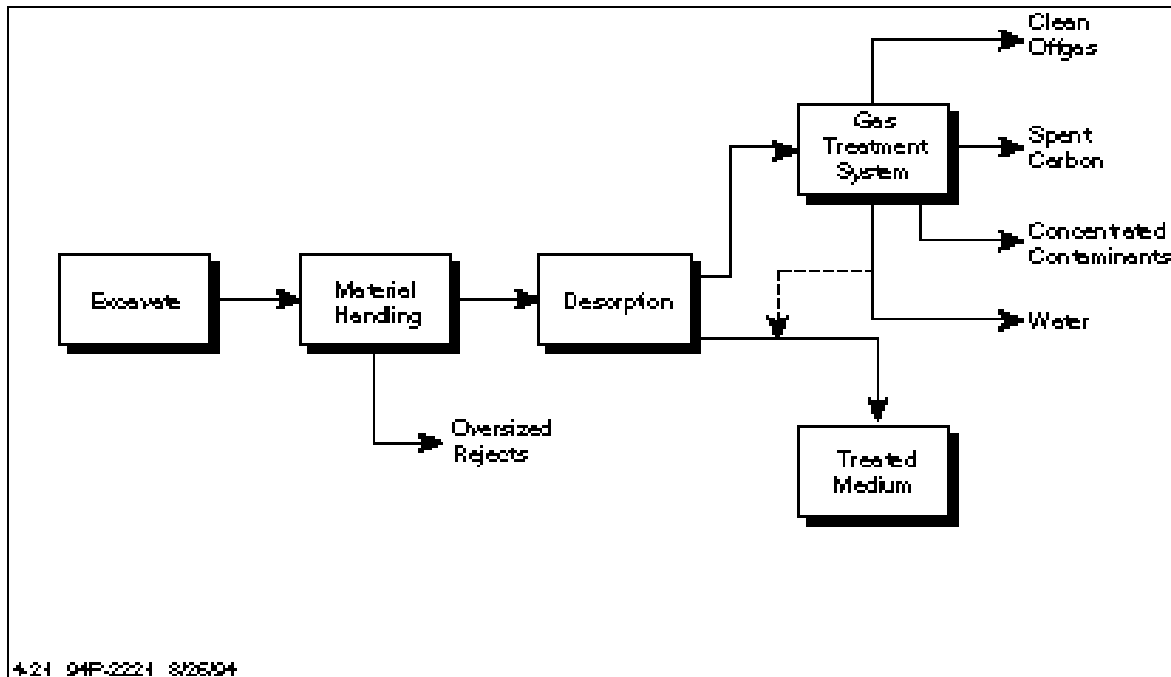 Clean
Offgas
Gas
Treatment
System
Spent
Carbon
Concentrated
Contaminants
Excavate
Material
Handling
Desorption
Water
Oversized
Rejects
Treated
Medium
4-21 94P-2221 8/26/94